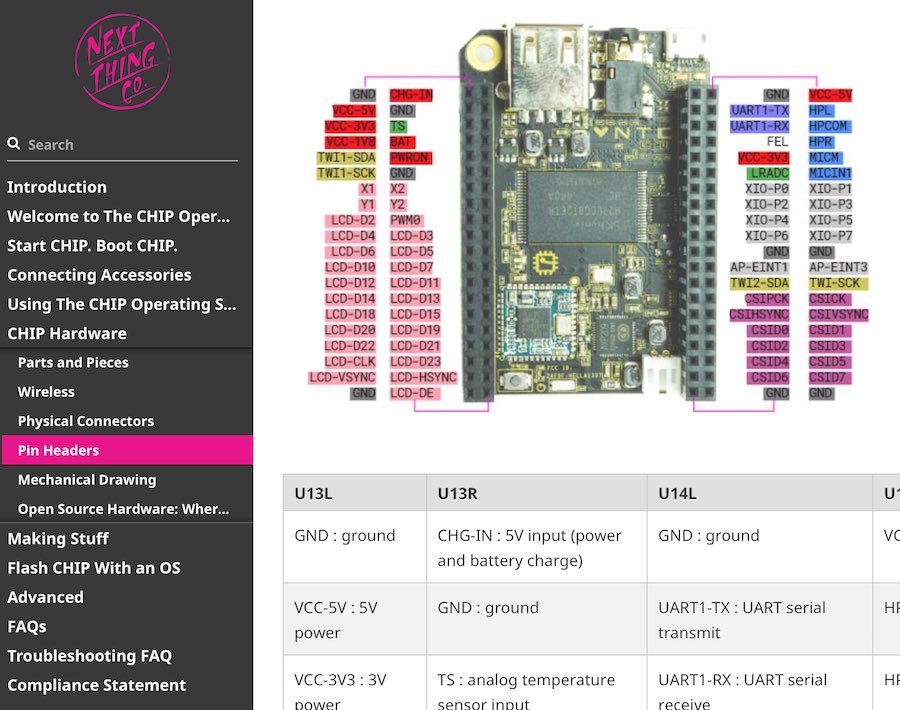 NEXT
THING
CO.
Search
Introduction
Welcome to The CHIP Oper...
Start CHIP. Boot CHIP.
Connecting Accessories
Using The CHIP Operating S...
CHIP Hardware
Parts and Pieces
Wireless
Physical Connectors
Pin Headers
Mechanical Drawing
Open Source Hardware: Wher...
Making Stuff
Flash CHIP With an OS
Advanced
FAQs
Troubleshooting FAQ
Compliance Statement
GND CHG-IN
VCC-5V GND
VCC-3V3 TS
VCC-1V8 BAT
TWI1-SDA PWRON
TWI1-SCK GND
X1 X2
Y1 Y2
LCD-D2 PWM0
LCD-D4 LCD-D3
LCD-D6 LCD-D5
LCD-D10 LCD-D7
LCD-D12 LCD-D11
LCD-D14 LCD-D13
LCD-D18 LCD-D15
LCD-D20 LCD-D19
LCD-D22 LCD-D21
LCD-CLK LCD-D23
LCD-VSYNC LCD-HSYNC
GND LCD-DE
GND VCC-5V
UART1-TX HPL
UART1-RX HPCOM
FEL HPR
VCC-3V3 MICM
LRADC MICIN1
XIO-P0 XIO-P1
XIO-P2 XIO-P3
XIO-P4 XIO-P5
XIO-P6 XIO-P7
GND GND
AP-EINT1 AP-EINT3
TWI2-SDA TWI-SCK
CSIPCK CSICK
CSIHSYNC CSIVSYNC
CSID0 CSID1
CSID2 CSID3
CSID4 CSID5
CSID6 CSID7
GND GND
U13L U13R U14L
GND : ground CHG-IN : 5V input (power and battery charge) GND : ground
VCC-5V : 5V power GND : ground UART1-TX : UART serial transmit
VCC-3V3 : 3V power TS : analog temperature sensor input UART1-RX : UART serial receive